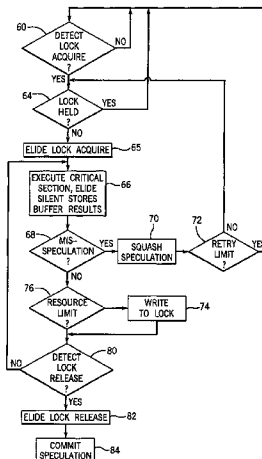 60
DETECT
LOCK
ACQUIRE
?
NO
YES
64
LOCK
HELD
?
YES
NO
ELIDE LOCK ACQUIRE
65
EXECUTE CRITICAL
SECTION, ELIDE
SILENT STORES
BUFFER RESULTS
66
68
MIS-
SPECULATION
?
YES
NO
70
SQUASH
SPECULATION
72
RETRY
LIMIT
?
NO
YES
76
RESOURCE
LIMIT
?
WRITE
TO LOCK
74
NO
DETECT
LOCK
RELEASE
?
80
YES
ELIDE LOCK RELEASE
82
COMMIT
SPECULATION
84